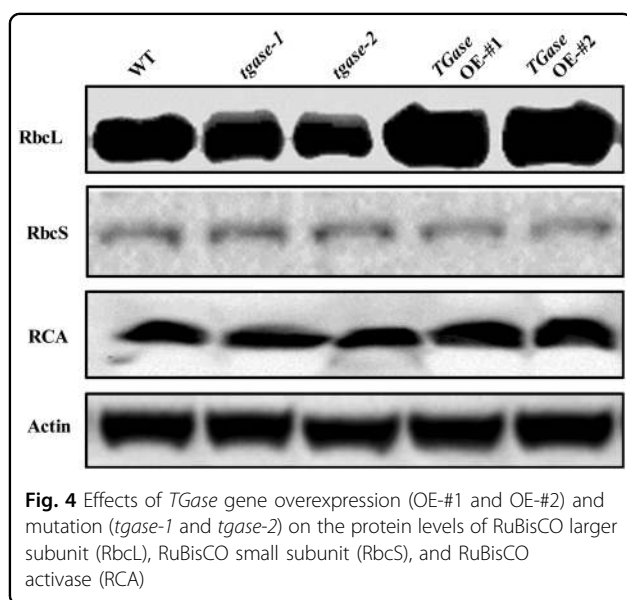 WT tgase-1 tgase-2 TGase OE-#1 TGase OE-#2
RbcL
RbcS
RCA
Actin
Fig. 4 Effects of TGase gene overexpression (OE-#1 and OE-#2) and
mutation (tgase-1 and tgase-2) on the protein levels of RuBisCO larger
subunit (RbcL), RuBisCO small subunit (RbcS), and RuBisCO
activase (RCA)